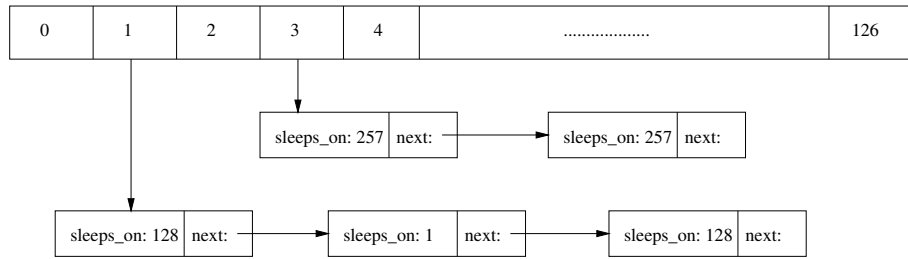 0 1 2 3 4 ................... 126
sleeps_on: 257 next: sleeps_on: 257 next:
sleeps_on: 128 next: sleeps_on: 1 next: sleeps_on: 128 next: